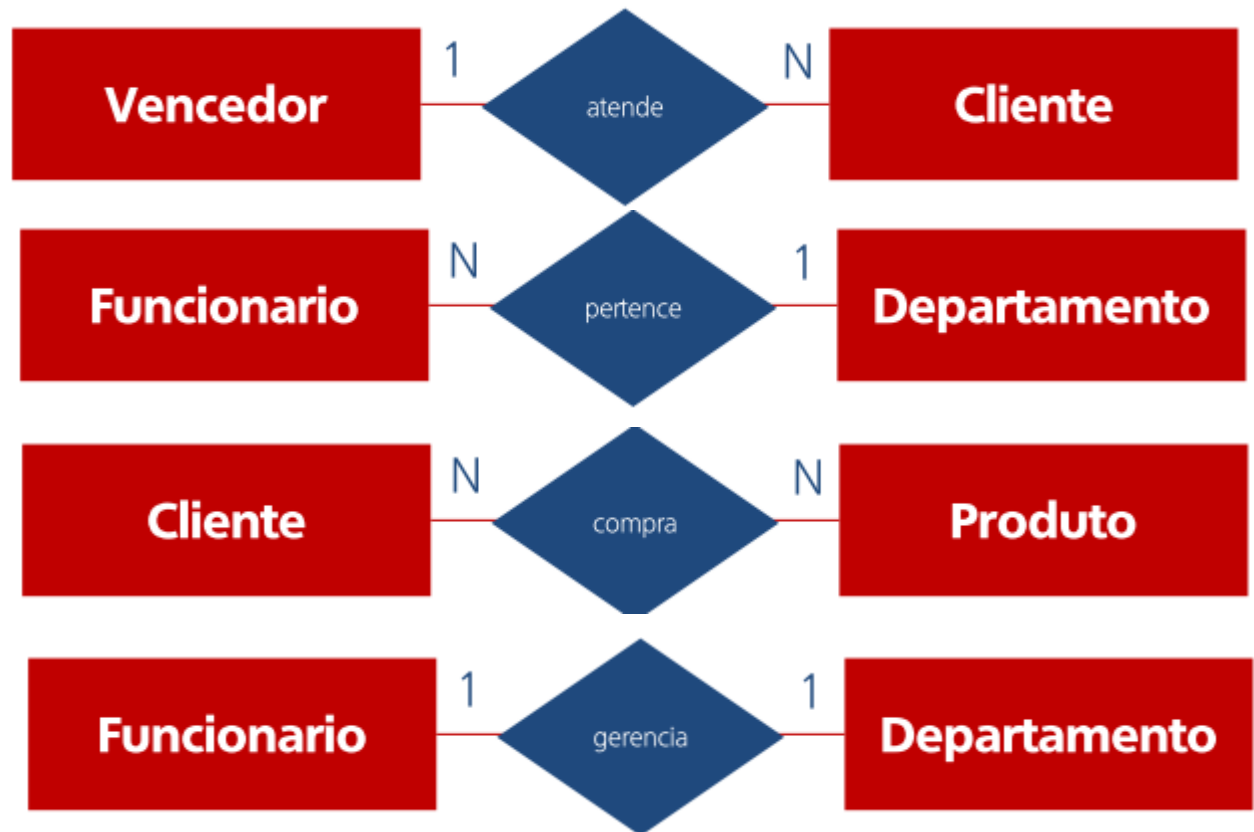 Vencedor 1 atende N Cliente
Funcionario N pertence 1 Departamento
Cliente N compra N Produto
Funcionario 1 gerencia 1 Departamento